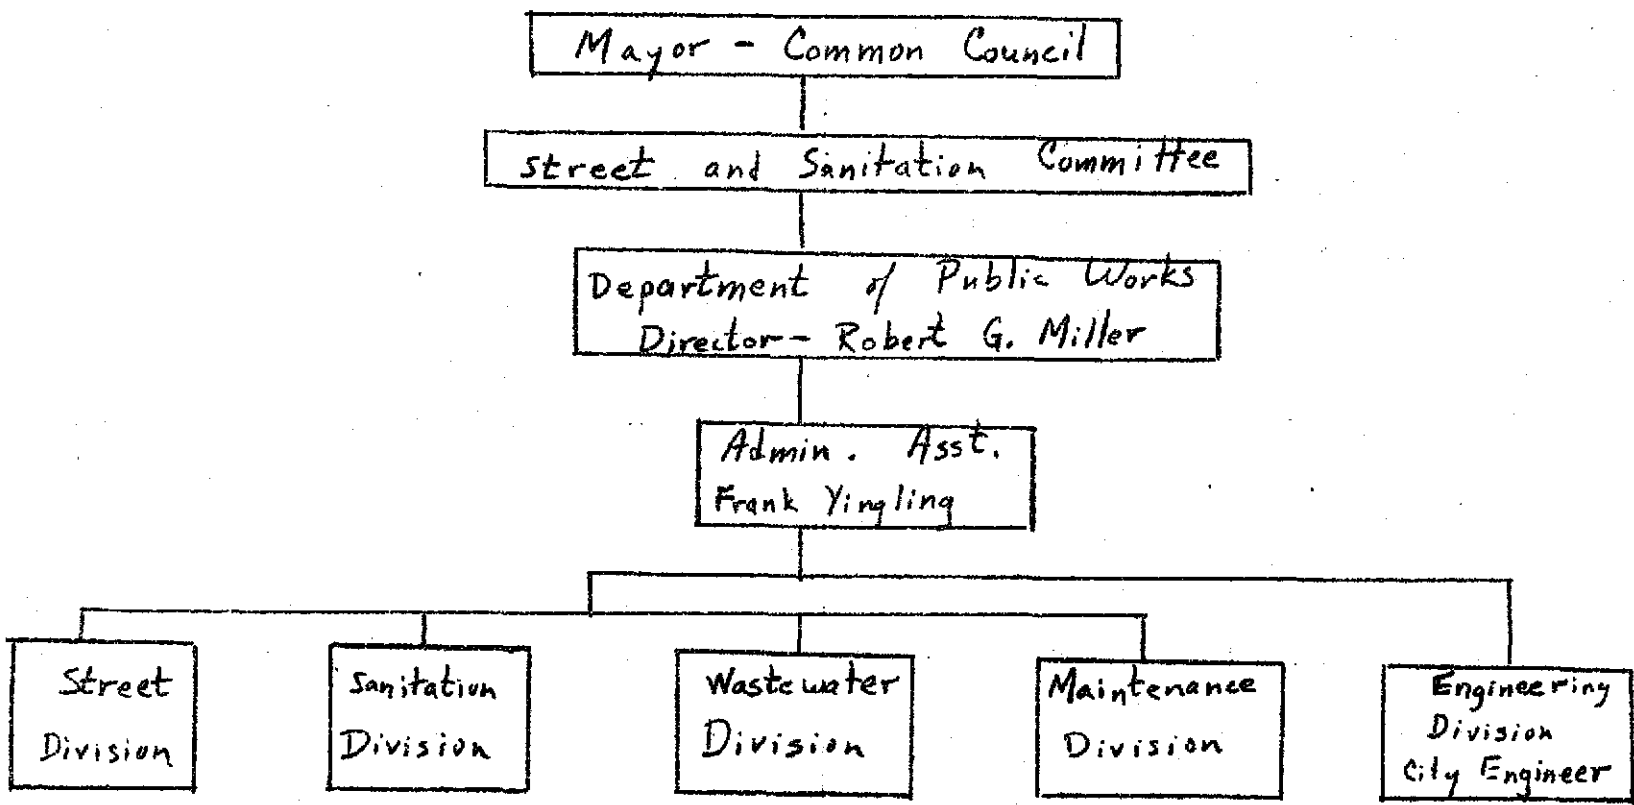 Mayor - Common Council
Street and Sanitation Committee
Department of Public Works
Director - Robert G. Miller
Admin. Asst.
Frank Yingling
Street
Division
Sanitation
Division
Wastewater
Division
Maintenance
Division
Engineering
Division
City Engineer